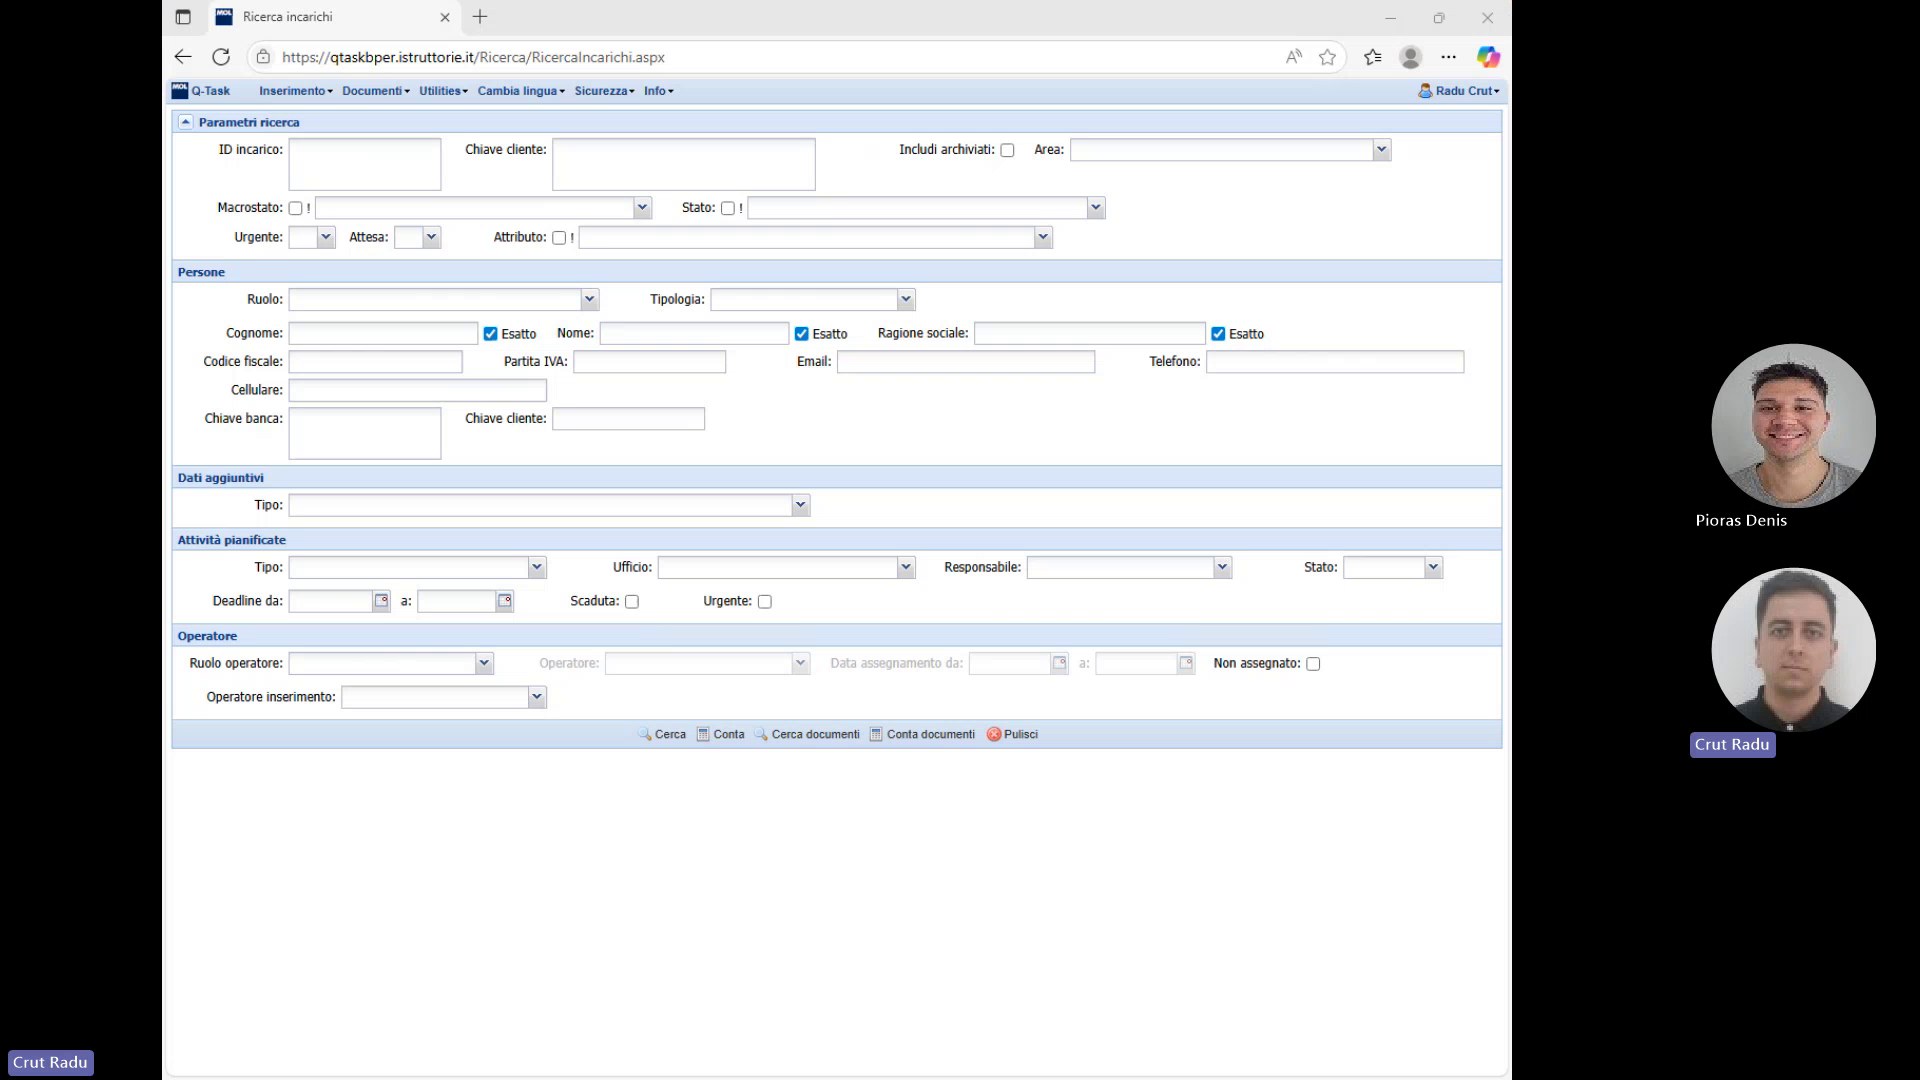 Ricerca incarichi
https://qtaskbper.istruttorie.it/Ricerca/RicercaIncarichi.aspx
MOL Q-Task Inserimento Documenti Utilities Cambia lingua Sicurezza Info Radu Crut
Parametri ricerca
ID incarico: Chiave cliente: Includi archiviati: Area:
Macrostato: ! Stato: !
Urgente: Attesa: Attributo: !
Persone
Ruolo: Tipologia:
Cognome: Esatto Nome: Esatto Ragione sociale: Esatto
Codice fiscale: Partita IVA: Email: Telefono:
Cellulare:
Chiave banca: Chiave cliente:
Dati aggiuntivi
Tipo:
Attività pianificate
Tipo: Ufficio: Responsabile: Stato:
Deadline da: a: Scaduta: Urgente:
Operatore
Ruolo operatore: Operatore: Data assegnamento da: a: Non assegnato:
Operatore inserimento:
Cerca Conta Cerca documenti Conta documenti Pulisci
Pioras Denis
Crut Radu
Crut Radu